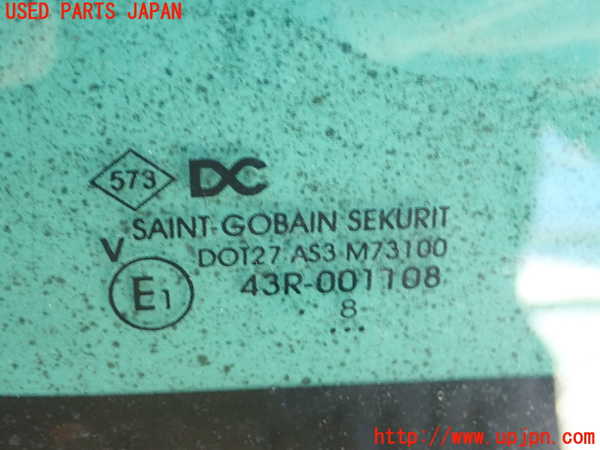 USED PARTS JAPAN
573 DC
SAINT-GOBAIN SEKURIT
V DOT27 AS3 M73100
E1 43R-001108
8
...
http://www.upjpn.com/